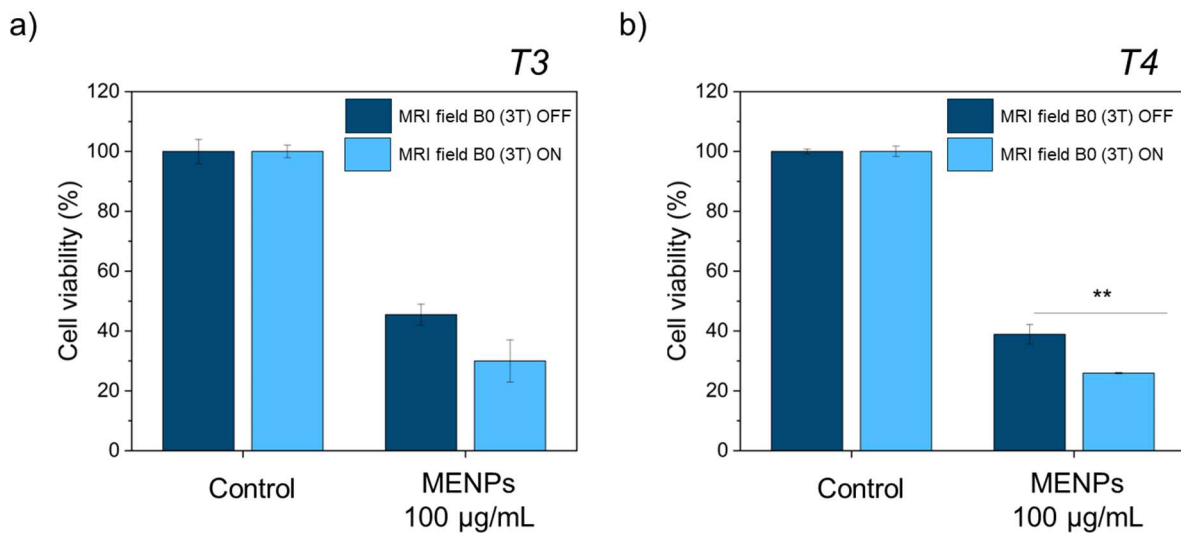 a)
T3
120
100
80
60
40
20
0
Cell viability (%)
MRI field B0 (3T) OFF
MRI field B0 (3T) ON
Control
MENPs
100 µg/mL
b)
T4
120
100
80
60
40
20
0
Cell viability (%)
MRI field B0 (3T) OFF
MRI field B0 (3T) ON
**
Control
MENPs
100 µg/mL